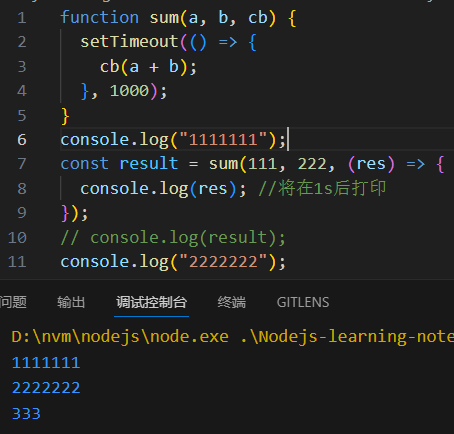 1 function sum(a, b, cb) {
2 setTimeout(() => {
3 cb(a + b);
4 }, 1000);
5 }
6 console.log("1111111");
7 const result = sum(111, 222, (res) => {
8 console.log(res); //将在1s后打印
9 });
10 // console.log(result);
11 console.log("2222222");
问题 输出 调试控制台 终端 GITLENS
D:\nvm\nodejs\node.exe .\Nodejs-learning-note
1111111
2222222
333